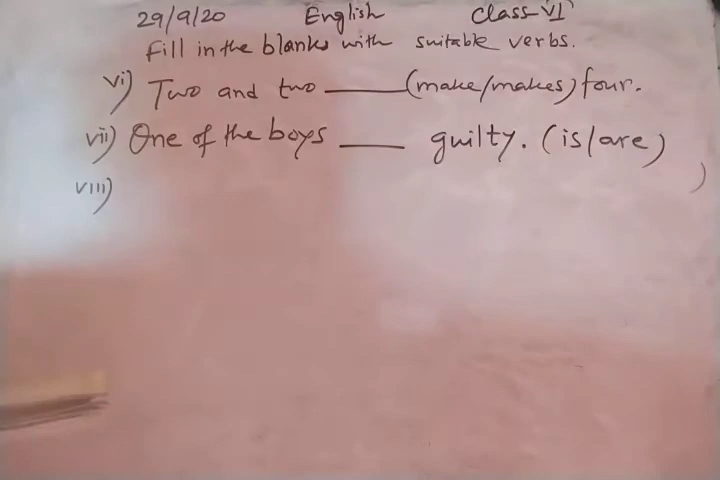 29/9/20 English Class-VI
Fill in the blanks with suitable verbs.
vi) Two and two ______ (make/makes) four.
vii) One of the boys ____ guilty. (is/are)
viii) )